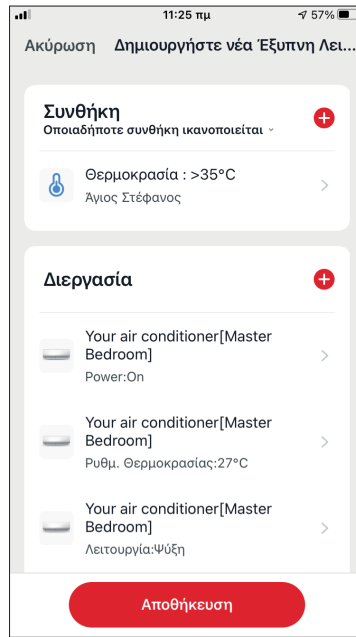 11:25 πμ
57%
Ακύρωση Δημιουργήστε νέα Έξυπνη Λει...
Συνθήκη
Οποιαδήποτε συνθήκη ικανοποιείται
Θερμοκρασία : >35°C
Άγιος Στέφανος
Διεργασία
Your air conditioner[Master
Bedroom]
Power:On
Your air conditioner[Master
Bedroom]
Ρυθμ. Θερμοκρασίας:27°C
Your air conditioner[Master
Bedroom]
Λειτουργία:Ψύξη
Αποθήκευση